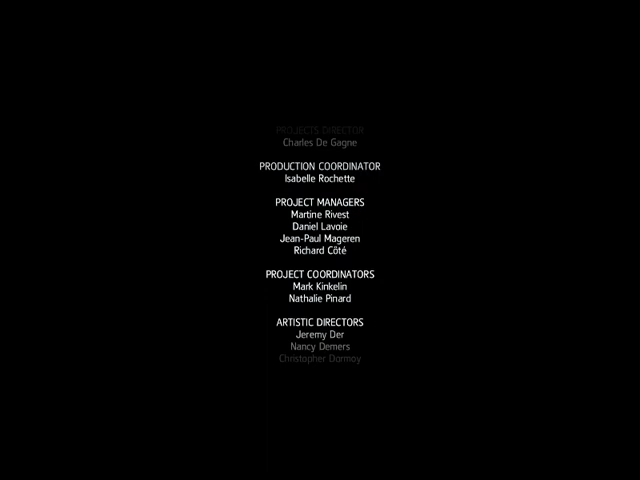 PROJECTS DIRECTOR
Charles De Gagne
PRODUCTION COORDINATOR
Isabelle Rochette
PROJECT MANAGERS
Martine Rivest
Daniel Lavoie
Jean-Paul Mageren
Richard Côté
PROJECT COORDINATORS
Mark Kinkelin
Nathalie Pinard
ARTISTIC DIRECTORS
Jeremy Der
Nancy Demers
Christopher Dormoy